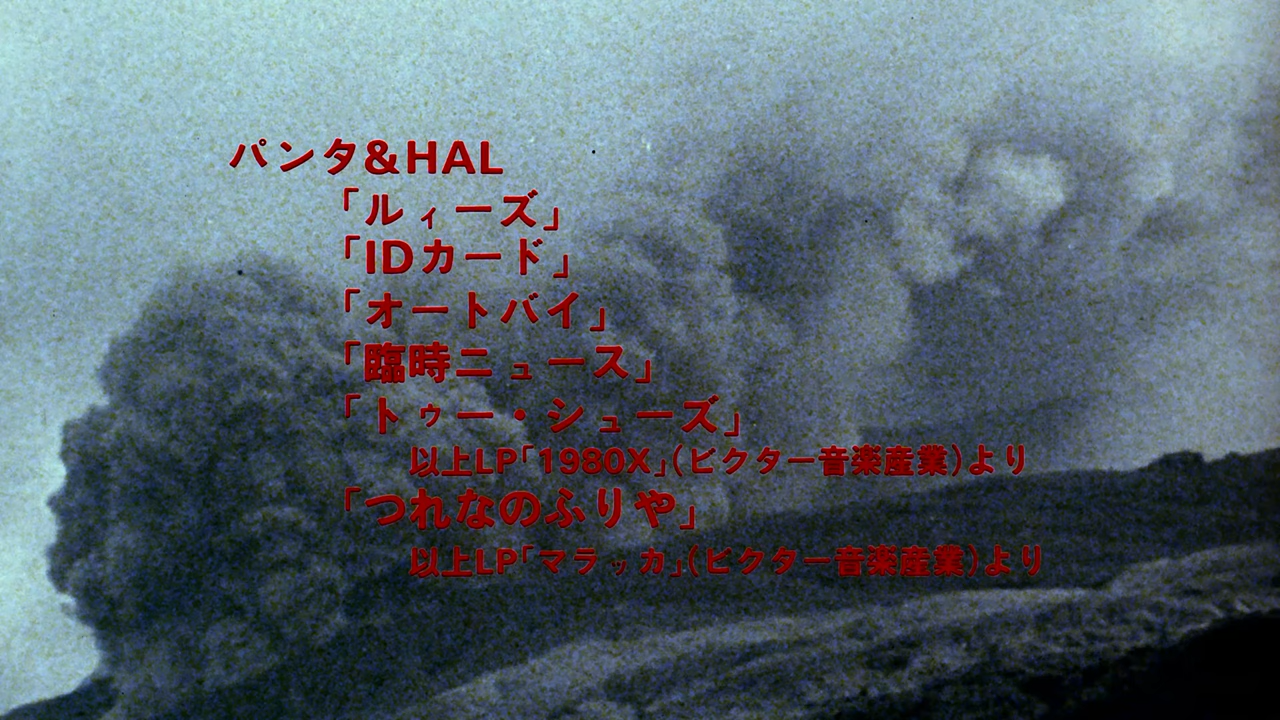 パンタ&HAL
「ルィーズ」
「IDカード」
「オートバイ」
「臨時ニュース」
「トゥー・シューズ」
以上LP「1980X」(ビクター音楽産業)より
「つれなのふりや」
以上LP「マラッカ」(ビクター音楽産業)より